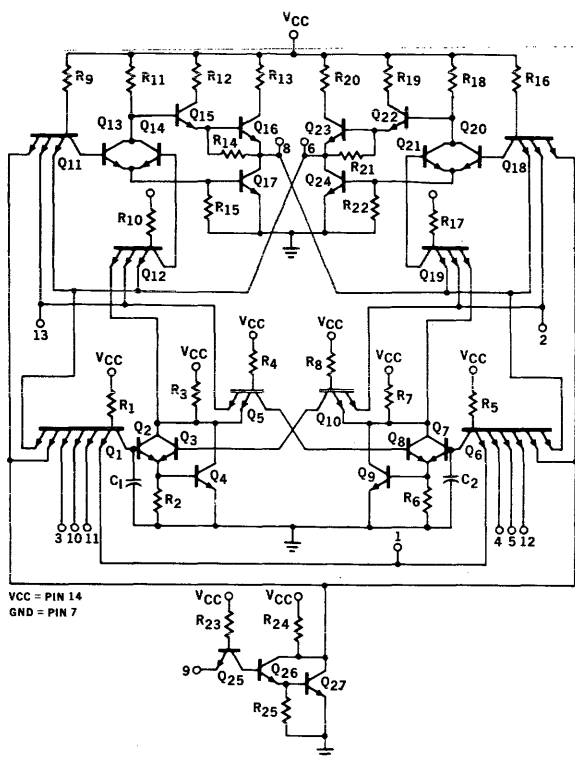 VCC
R9 R11 R12 R13 R20 R19 R18 R16
Q13 Q14 Q15 Q16 Q23 Q22 Q20
R14 8 6 R21 Q21
Q11 Q17 Q24 Q18
R10 R15 R22 R17
Q12 Q19
13 2
VCC VCC VCC VCC
R4 R8
R1 R3 R7 R5
Q5 Q10
Q2 Q3 Q8 Q7
Q1 Q4 Q9 Q6
C1 R2 R6 C2
3 10 11 1 4 5 12
VCC = PIN 14
GND = PIN 7
VCC VCC
R23 R24
9 Q25 Q26 Q27
R25